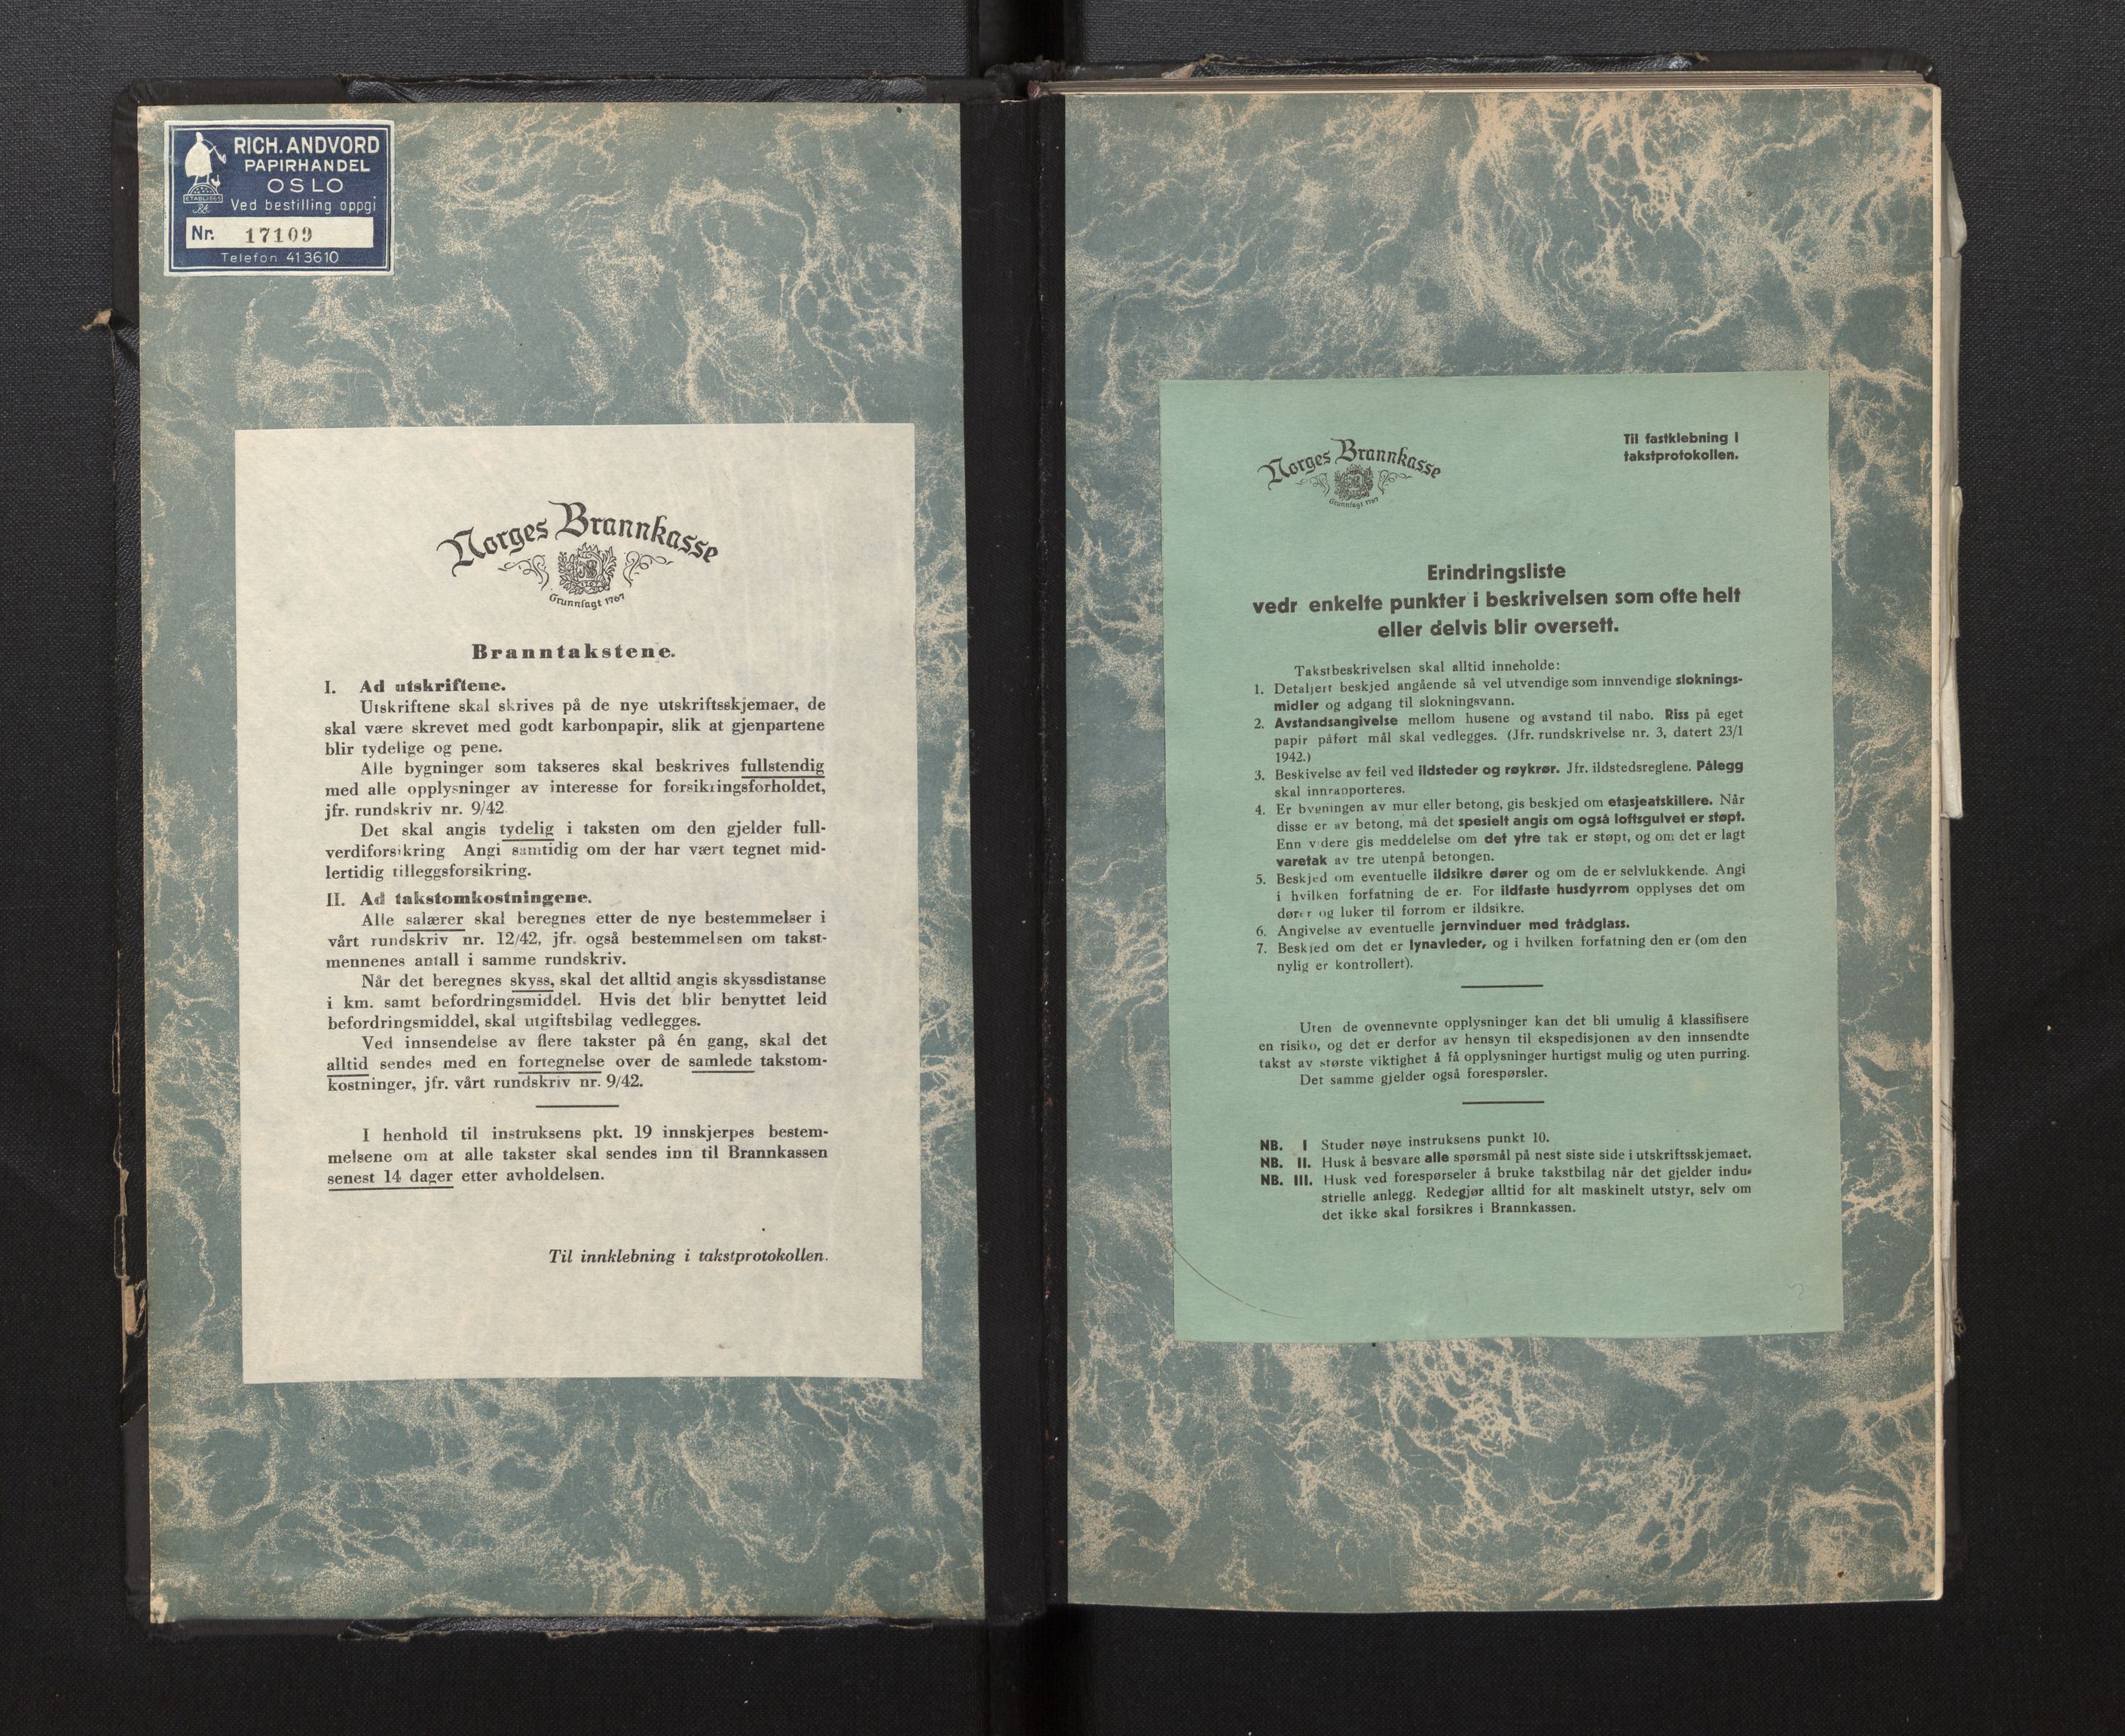 RICH. ANDVORD
PAPIRHANDEL
OSLO
Ved bestilling oppgi
Nr. 17109
Telefon 413610
Norges Brannkasse
Grunnlagt 1767
Branntakstene.
I. Ad utskriftene.
Utskriftene skal skrives på de nye utskriftsskjemaer, de
skal være skrevet med godt karbonpapir, slik at gjenpartene
blir tydelige og pene.
Alle bygninger som takseres skal beskrives fullstendig
med alle opplysninger av interesse for forsikringsforholdet,
jfr. rundskriv nr. 9/42.
Det skal angis tydelig i taksten om den gjelder full-
verdiforsikring Angi samtidig om der har vært tegnet mid-
lertidig tilleggsforsikring.
II. Ad takstomkostningene.
Alle salærer skal beregnes etter de nye bestemmelser i
vårt rundskriv nr. 12/42, jfr. også bestemmelsen om takst-
mennenes antall i samme rundskriv.
Når det beregnes skyss, skal det alltid angis skyssdistanse
i km. samt befordringsmiddel. Hvis det blir benyttet leid
befordringsmiddel, skal utgiftsbilag vedlegges.
Ved innsendelse av flere takster på én gang, skal det
alltid sendes med en fortegnelse over de samlede takstom-
kostninger, jfr. vårt rundskriv nr. 9/42.
I henhold til instruksens pkt. 19 innskjerpes bestem-
melsene om at alle takster skal sendes inn til Brannkassen
senest 14 dager etter avholdelsen.
Til innklebning i takstprotokollen.
Til fastklebning i
takstprotokollen.
Norges Brannkasse
Grunnlagt 1767
Erindringsliste
vedr enkelte punkter i beskrivelsen som ofte helt
eller delvis blir oversett.
Takstbeskrivelsen skal alltid inneholde:
1. Detaljert beskjed angående så vel utvendige som innvendige sloknings-
midler og adgang til slokningsvann.
2. Avstandsangivelse mellom husene og avstand til nabo. Riss på eget
papir påført mål skal vedlegges. (Jfr. rundskrivelse nr. 3, datert 23/1
1942.)
3. Beskivelse av feil ved ildsteder og røykrør. Jfr. ildstedsreglene. Pålegg
skal innrapporteres.
4. Er bygningen av mur eller betong, gis beskjed om etasjeatskillere. Når
disse er av betong, må det spesielt angis om også loftsgulvet er støpt.
Enn videre gis meddelelse om det ytre tak er støpt, og om det er lagt
varetak av tre utenpå betongen.
5. Beskjed om eventuelle ildsikre dører og om de er selvlukkende. Angi
i hvilken forfatning de er. For ildfaste husdyrrom opplyses det om
dører og luker til forrom er ildsikre.
6. Angivelse av eventuelle jernvinduer med trådglass.
7. Beskjed om det er lynavleder, og i hvilken forfatning den er (om den
nylig er kontrollert).
Uten de ovennevnte opplysninger kan det bli umulig å klassifisere
en risiko, og det er derfor av hensyn til ekspedisjonen av den innsendte
takst av største viktighet å få opplysninger hurtigst mulig og uten purring.
Det samme gjelder også forespørsler.
NB. I Studer nøye instruksens punkt 10.
NB. II. Husk å besvare alle spørsmål på nest siste side i utskriftsskjemaet.
NB. III. Husk ved forespørseler å bruke takstbilag når det gjelder indu-
strielle anlegg. Redegjør alltid for alt maskinelt utstyr, selv om
det ikke skal forsikres i Brannkassen.